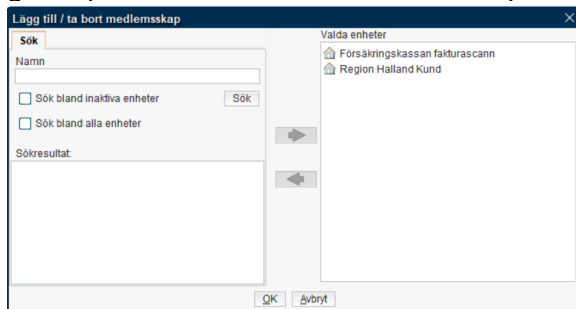 Lägg till / ta bort medlemsskap
Sök
Namn
Sök bland inaktiva enheter
Sök
Sök bland alla enheter
Sökresultat:
Valda enheter
Försäkringskassan fakturascann
Region Halland Kund
OK
Avbryt